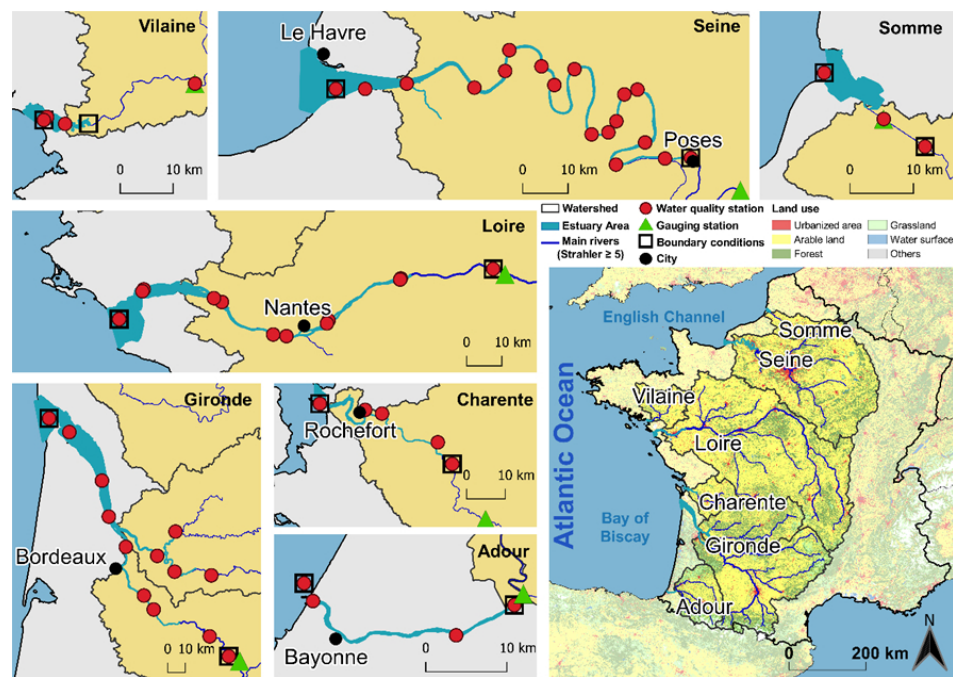 Vilaine
0
10 km
Le Havre
Seine
Poses
0
10 km
Somme
0
10 km
Loire
Nantes
0
10 km
Watershed
Estuary Area
Main rivers
(Strahler ≥ 5)
Water quality station
Gauging station
Boundary conditions
City
Land use
Urbanized area
Arable land
Forest
Grassland
Water surface
Others
Gironde
Bordeaux
0 10 km
Charente
Rochefort
0
10 km
Adour
Bayonne
0
10 km
English Channel
Atlantic Ocean
Bay of
Biscay
Somme
Seine
Vilaine
Loire
Charente
Gironde
Adour
N
0
200 km